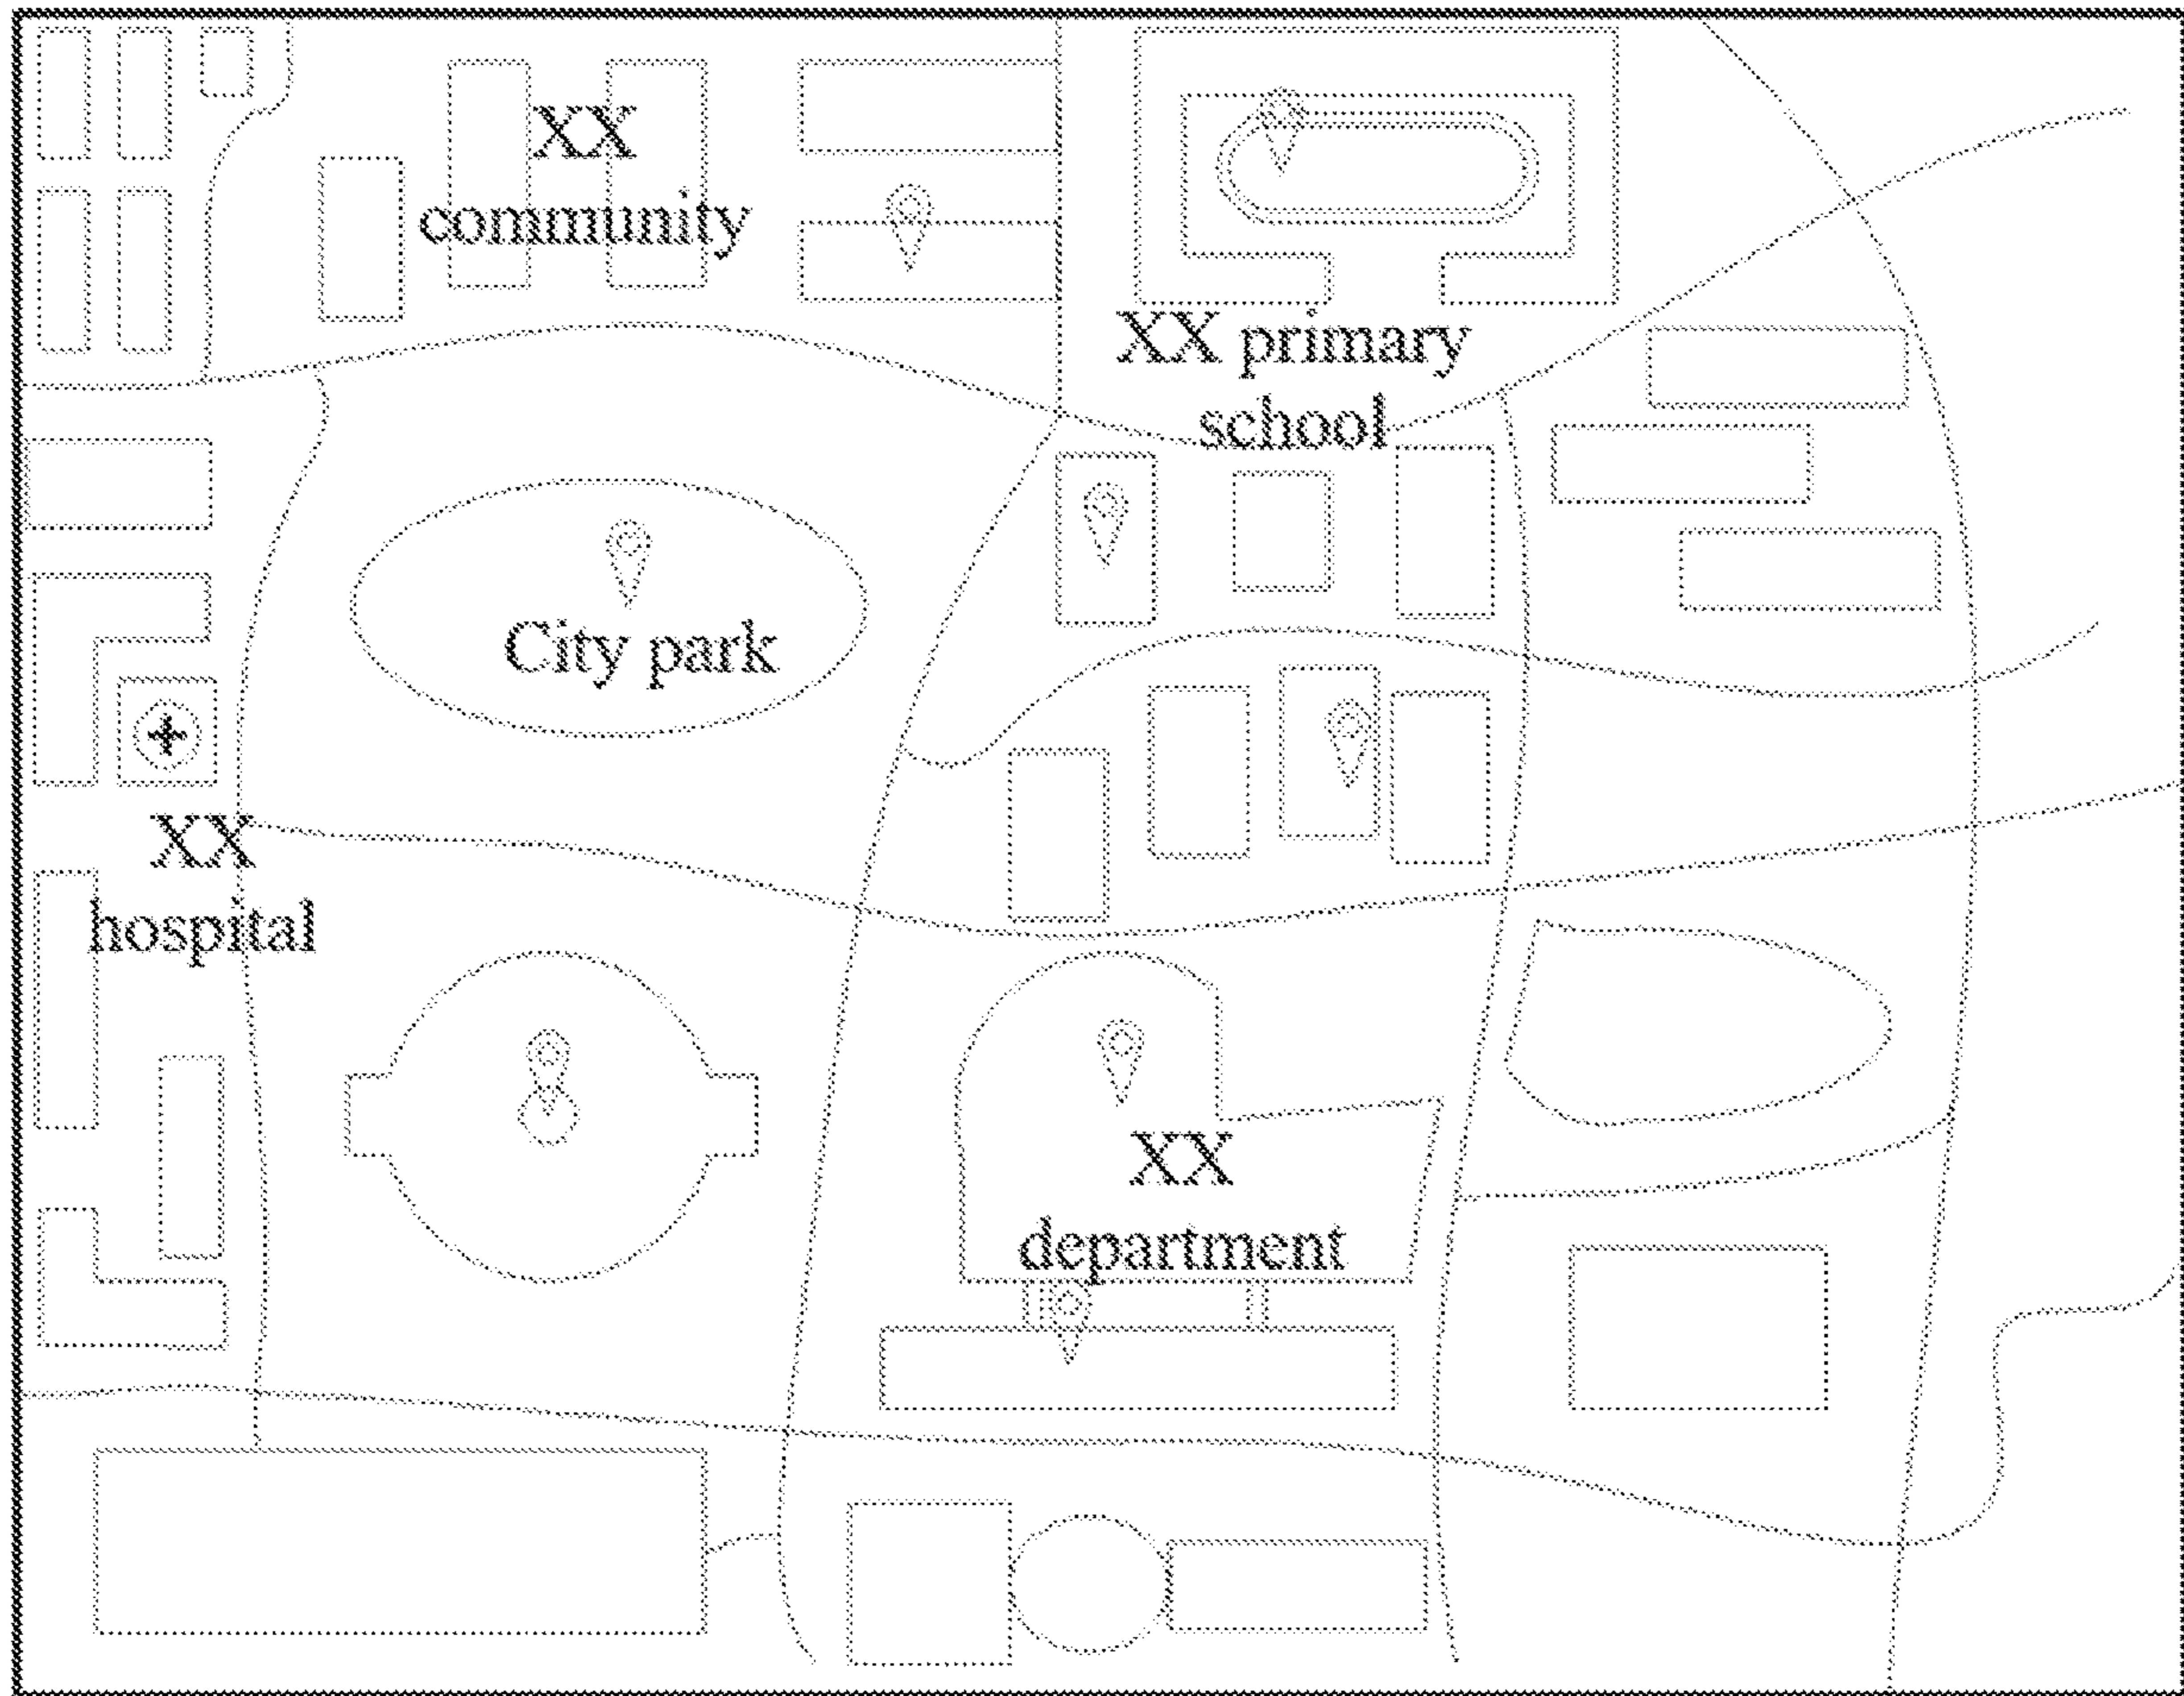 XX
community
XX primary
school
City park
XX
hospital
XX
department